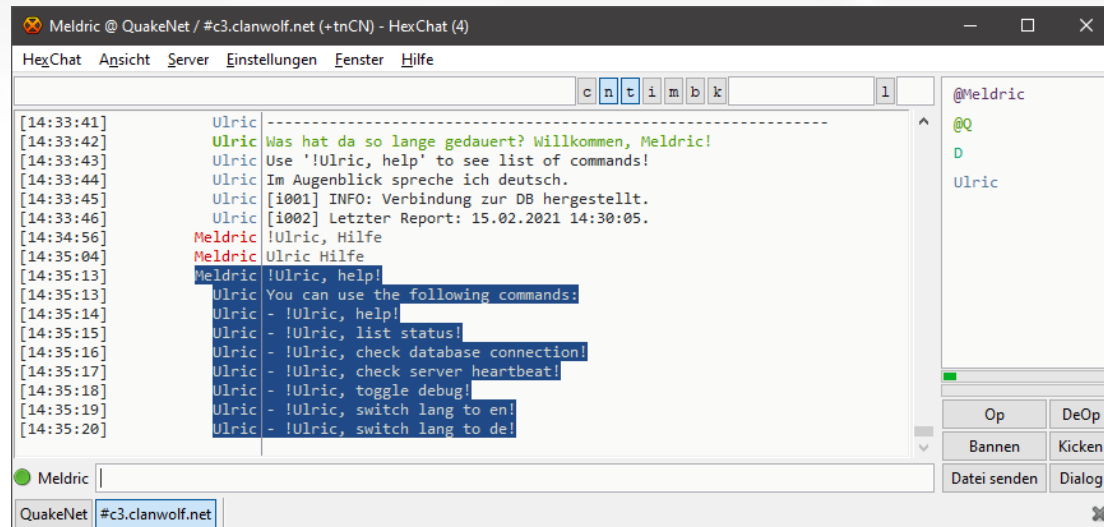 Meldric @ QuakeNet / #c3.clanwolf.net (+tnCN) - HexChat (4)
HexChat Ansicht Server Einstellungen Fenster Hilfe
c n t i m b k l
[14:33:41] Ulric -----------------------------------------------------------------
[14:33:42] Ulric Was hat da so lange gedauert? Willkommen, Meldric!
[14:33:43] Ulric Use '!Ulric, help' to see list of commands!
[14:33:44] Ulric Im Augenblick spreche ich deutsch.
[14:33:45] Ulric [i001] INFO: Verbindung zur DB hergestellt.
[14:33:46] Ulric [i002] Letzter Report: 15.02.2021 14:30:05.
[14:34:56] Meldric !Ulric, Hilfe
[14:35:04] Meldric Ulric Hilfe
[14:35:13] Meldric !Ulric, help!
[14:35:13] Ulric You can use the following commands:
[14:35:14] Ulric - !Ulric, help!
[14:35:15] Ulric - !Ulric, list status!
[14:35:16] Ulric - !Ulric, check database connection!
[14:35:17] Ulric - !Ulric, check server heartbeat!
[14:35:18] Ulric - !Ulric, toggle debug!
[14:35:19] Ulric - !Ulric, switch lang to en!
[14:35:20] Ulric - !Ulric, switch lang to de!
@Meldric
@Q
D
Ulric
Op DeOp
Bannen Kicken
Datei senden Dialog
Meldric
QuakeNet #c3.clanwolf.net